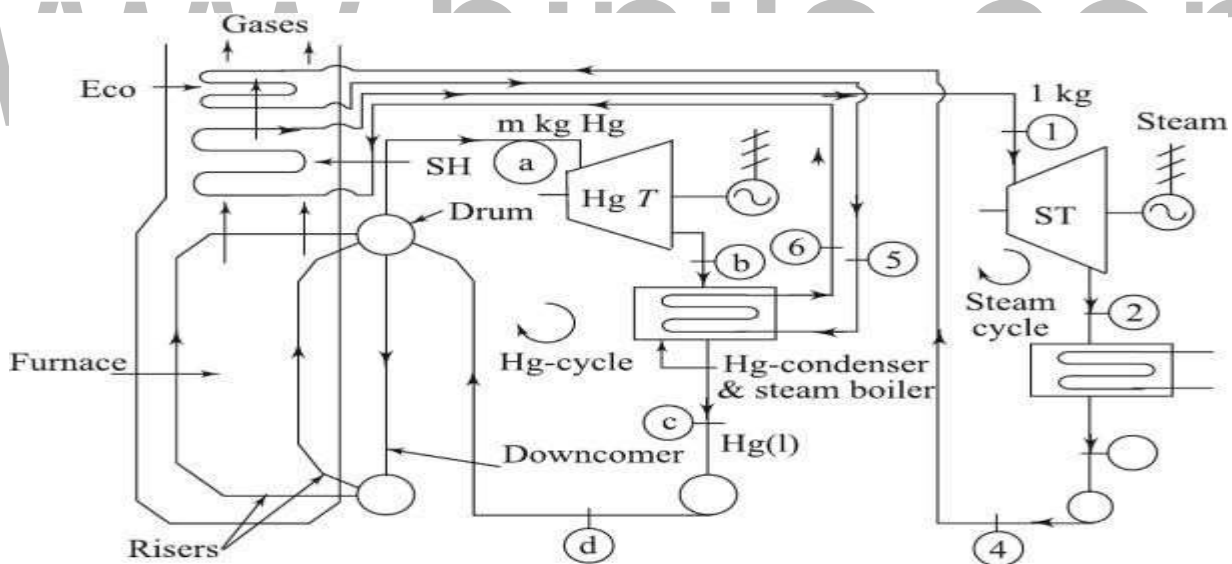 Gases
Eco
m kg Hg
1 kg
1
Steam
a
SH
Hg T
Drum
ST
b
6
5
Steam
cycle
2
Furnace
Hg-cycle
Hg-condenser
& steam boiler
c
Hg(l)
Downcomer
Risers
d
4